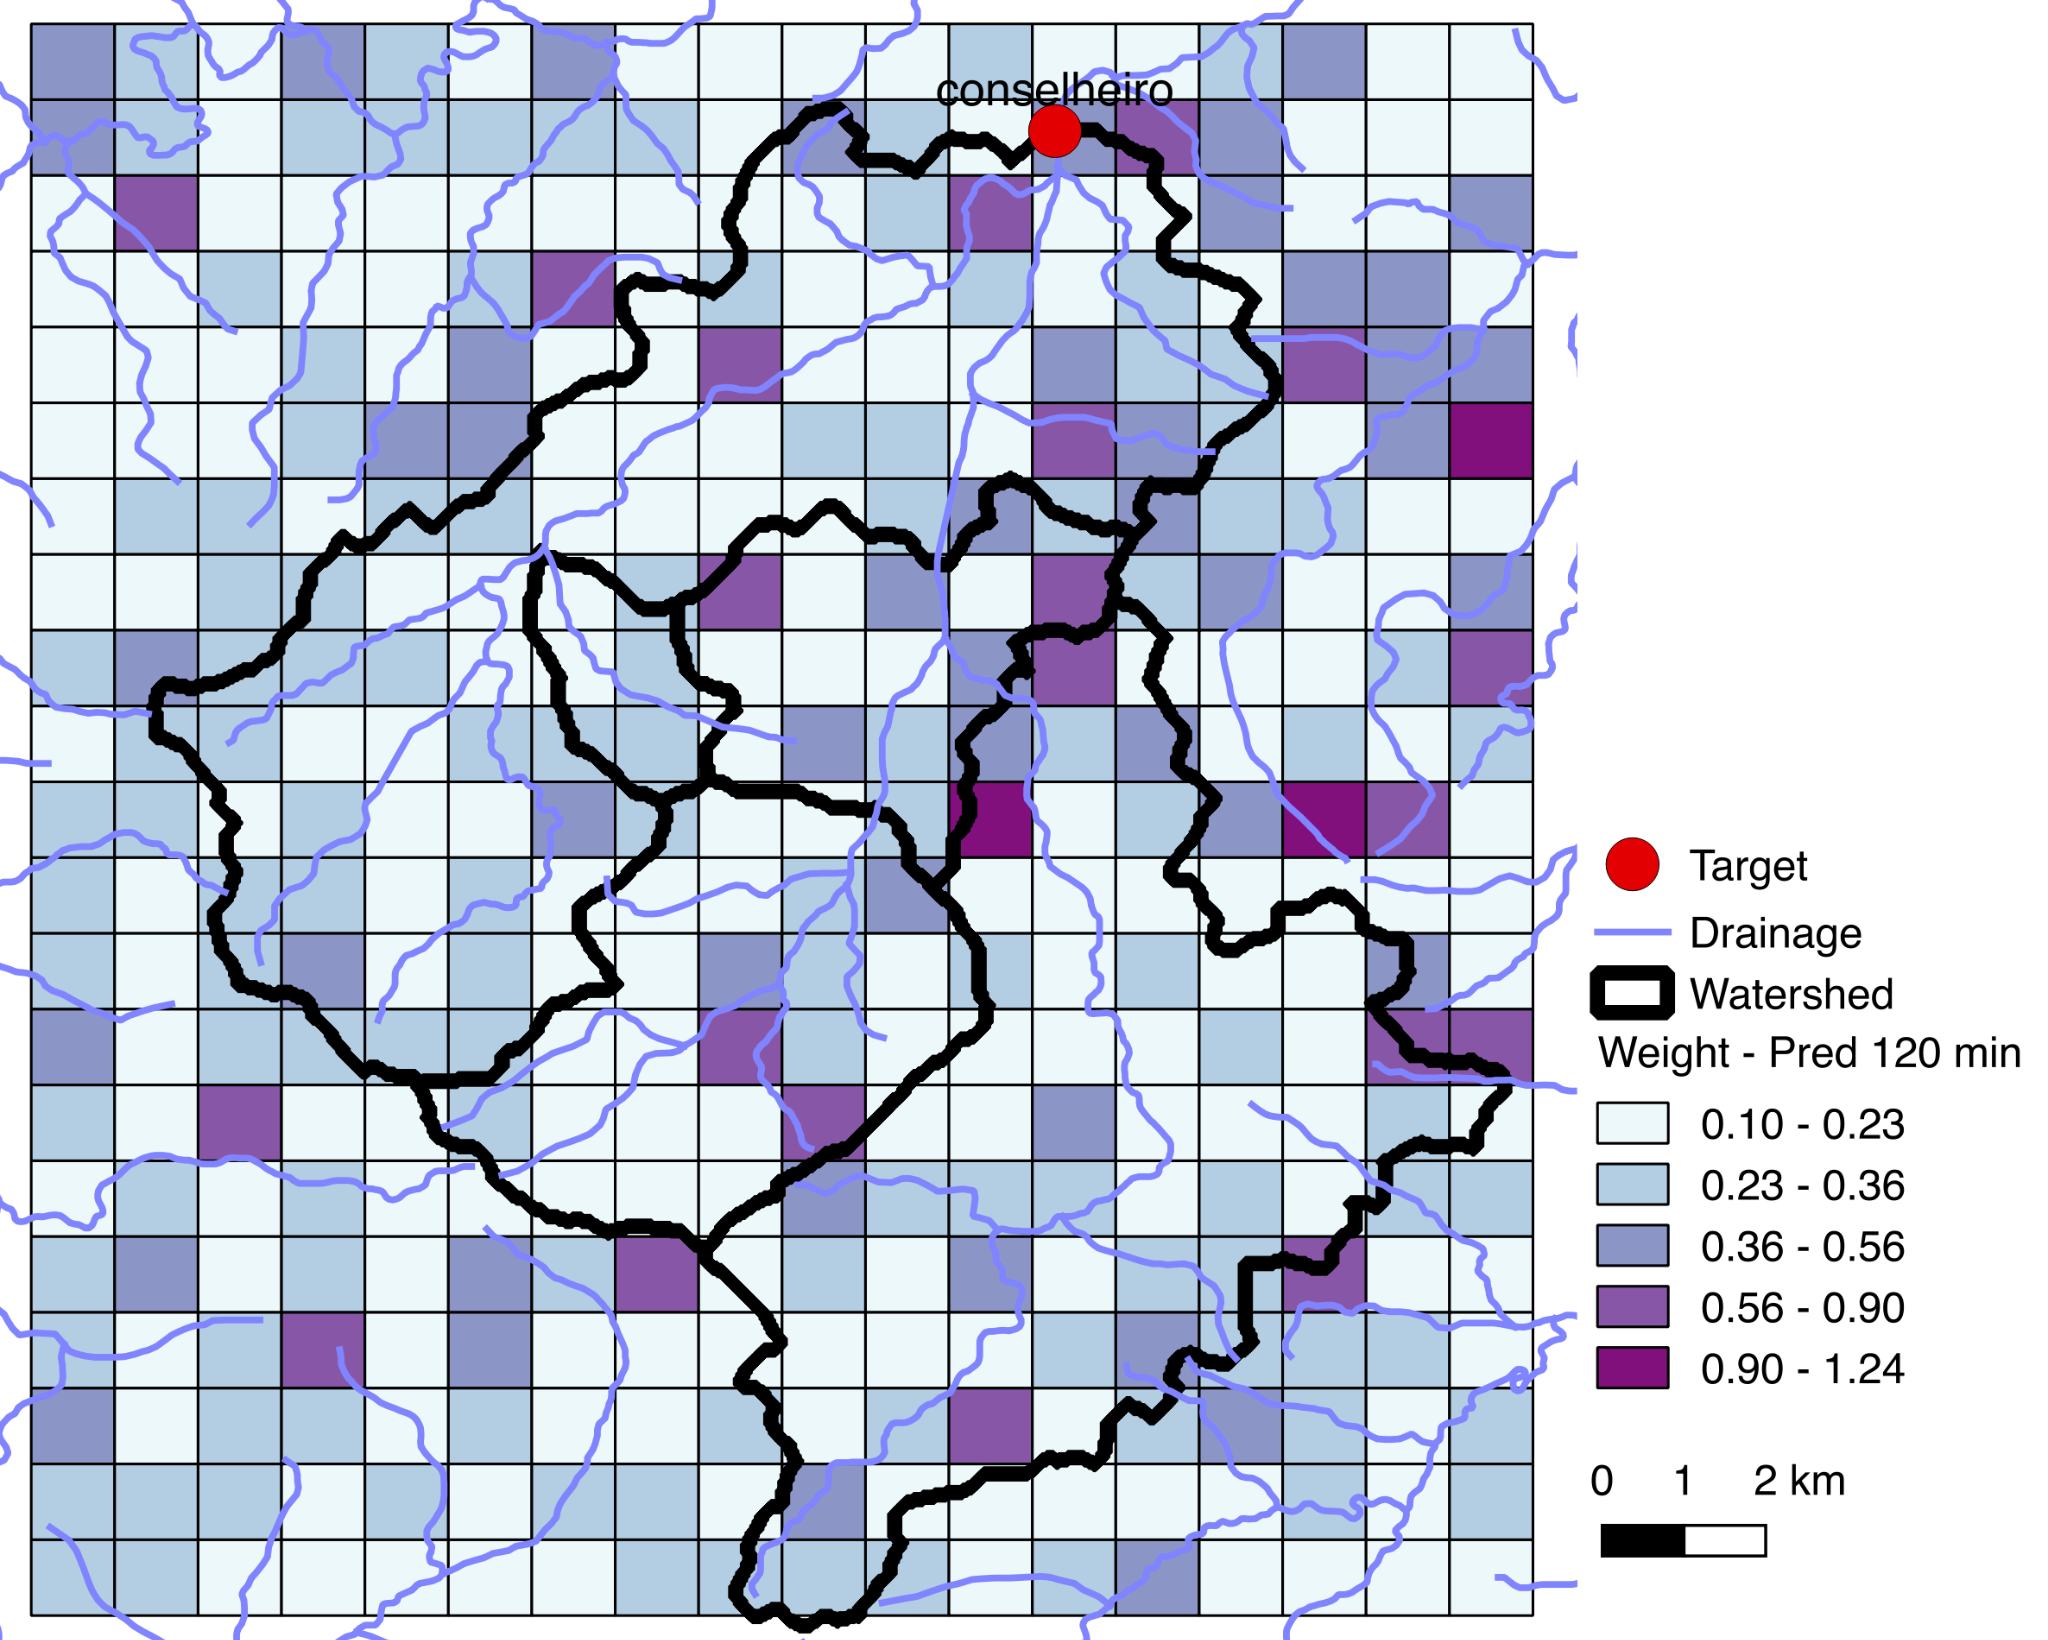 conselheiro
Target
Drainage
Watershed
Weight - Pred 120 min
0.10 - 0.23
0.23 - 0.36
0.36 - 0.56
0.56 - 0.90
0.90 - 1.24
0 1 2 km